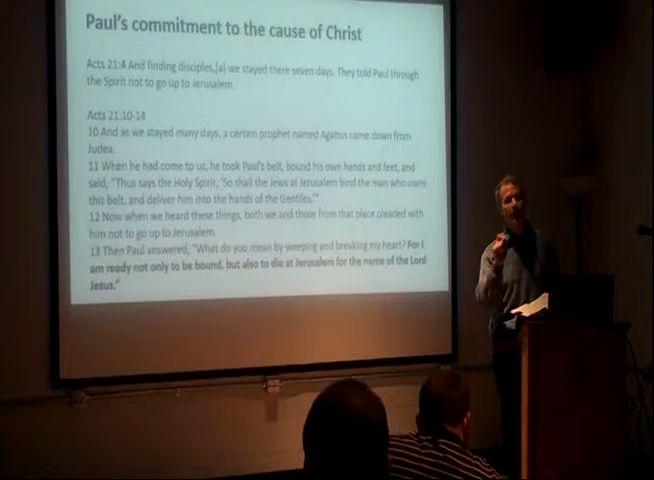 Paul's commitment to the cause of Christ
Acts 21:4 And finding disciples,[a] we stayed there seven days. They told Paul through
the Spirit not to go up to Jerusalem.
Acts 21:10-14
10 And as we stayed many days, a certain prophet named Agabus came down from
Judea.
11 When he had come to us, he took Paul's belt, bound his own hands and feet, and
said, "Thus says the Holy Spirit, 'So shall the Jews at Jerusalem bind the man who owns
this belt, and deliver him into the hands of the Gentiles.'"
12 Now when we heard these things, both we and those from that place pleaded with
him not to go up to Jerusalem.
13 Then Paul answered, "What do you mean by weeping and breaking my heart? For I
am ready not only to be bound, but also to die at Jerusalem for the name of the Lord
Jesus."